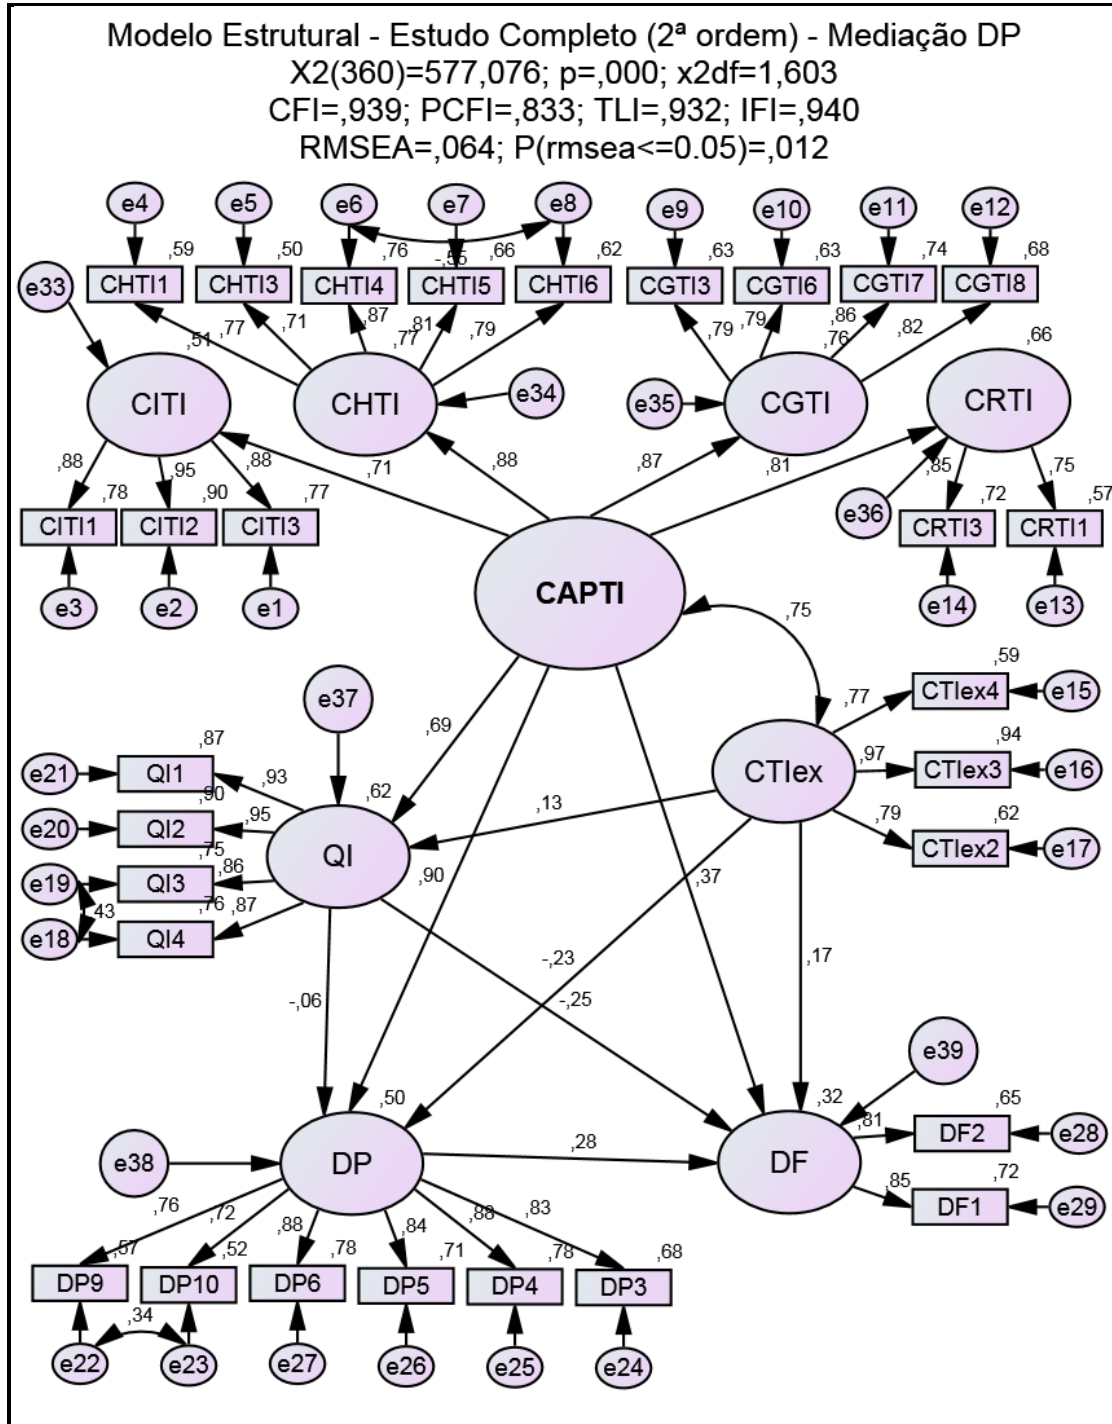 Modelo Estrutural - Estudo Completo (2ª ordem) - Mediação DP
X2(360)=577,076; p=,000; x2df=1,603
CFI=,939; PCFI=,833; TLI=,932; IFI=,940
RMSEA=,064; P(rmsea<=0.05)=,012
e4 e5 e6 e7 e8 e9 e10 e11 e12
,59 ,50 ,76 -,55 ,66 ,62 ,63 ,63 ,74 ,68
e33 CHTI1 CHTI3 CHTI4 CHTI5 CHTI6 CGTI3 CGTI6 CGTI7 CGTI8
,51 ,77 ,71 ,87 ,77 ,81 ,79 ,79 ,79 ,86 ,76 ,82 ,66
CITI CHTI e34 e35 CGTI CRTI
,88 ,95 ,88 ,71 ,88 ,87 ,81 ,85 ,75
,78 ,90 ,77 e36 ,72 ,57
CITI1 CITI2 CITI3 CRTI3 CRTI1
e3 e2 e1 CAPTI e14 e13
,75
e37 ,59
,77 CTIex4 e15
,87 ,69 ,94
e21 QI1 ,93 ,62 CTIex ,97 CTIex3 e16
,90 ,13 ,79 ,62
e20 QI2 ,95 QI CTIex2 e17
,75
e19 QI3 ,86 ,90 ,37
,43 ,76 ,87
e18 QI4
-,23 ,17
-,06 -,25
e39
,50 ,32 ,65
,81 DF2 e28
e38 DP ,28 DF
,72
,85 DF1 e29
,76 ,72 ,88 ,84 ,88 ,83
,57 ,52 ,78 ,71 ,78 ,68
DP9 DP10 DP6 DP5 DP4 DP3
,34
e22 e23 e27 e26 e25 e24